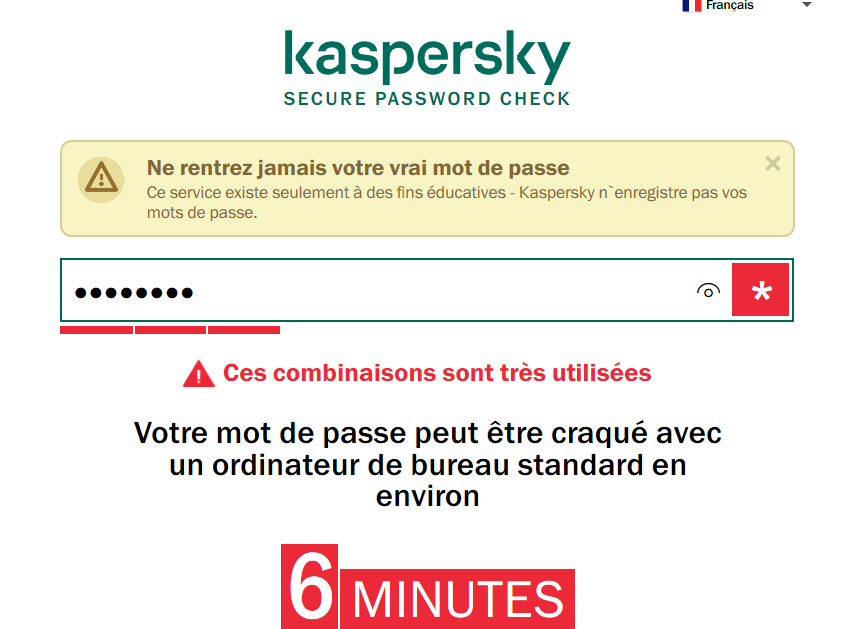 Français
kaspersky
SECURE PASSWORD CHECK
Ne rentrez jamais votre vrai mot de passe
Ce service existe seulement à des fins éducatives - Kaspersky n`enregistre pas vos
mots de passe.
••••••••
*
Ces combinaisons sont très utilisées
Votre mot de passe peut être craqué avec
un ordinateur de bureau standard en
environ
6 MINUTES